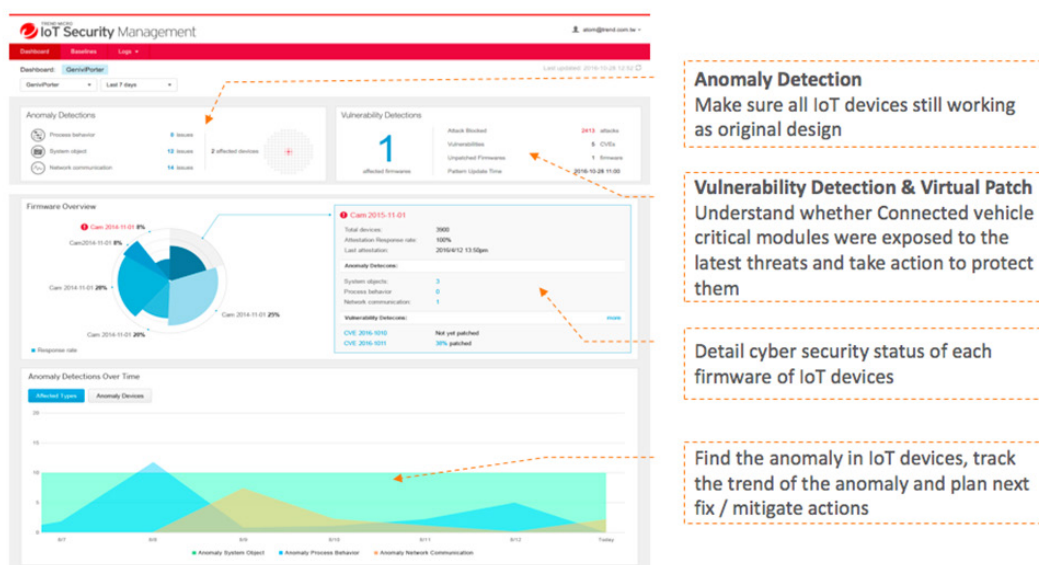 TREND MICRO
IoT Security Management
atom@trend.com.tw
Dashboard Baselines Logs
Dashboard: GeniviPorter
Last updated: 2016-10-28 12:52
GeniviPorter Last 7 days
Anomaly Detections
Process behavior 8 issues
System object 12 issues
Network communication 14 issues
2 affected devices
Vulnerability Detections
1
affected firmwares
Attack Blocked 2413 attacks
Vulnerabilities 5 CVEs
Unpatched Firmwares 1 firmware
Pattern Update Time 2016-10-28 11:00
Firmware Overview
Cam 2014-11-01 8%
Cam2014-11-01 8%
Cam 2014-11-01 28%
Cam 2014-11-01 25%
Cam 2014-11-01 20%
Response rate
Cam 2015-11-01
Total devices: 3900
Attestation Response rate: 100%
Last attestation: 2016/4/12 13:50pm
Anomaly Detecions:
System objects: 3
Process behavior 0
Network communication: 1
Vulnerability Detecions: more
CVE 2016-1010 Not yet patched
CVE 2016-1011 30% patched
Anomaly Detections Over Time
Affected Types Anomaly Devices
20
15
10
5
0
8/7 8/8 8/9 8/10 8/11 8/12 Today
Anomaly System Object Anomaly Process Behavior Anomaly Network Communication
Anomaly Detection
Make sure all IoT devices still working
as original design
Vulnerability Detection & Virtual Patch
Understand whether Connected vehicle
critical modules were exposed to the
latest threats and take action to protect
them
Detail cyber security status of each
firmware of IoT devices
Find the anomaly in IoT devices, track
the trend of the anomaly and plan next
fix / mitigate actions